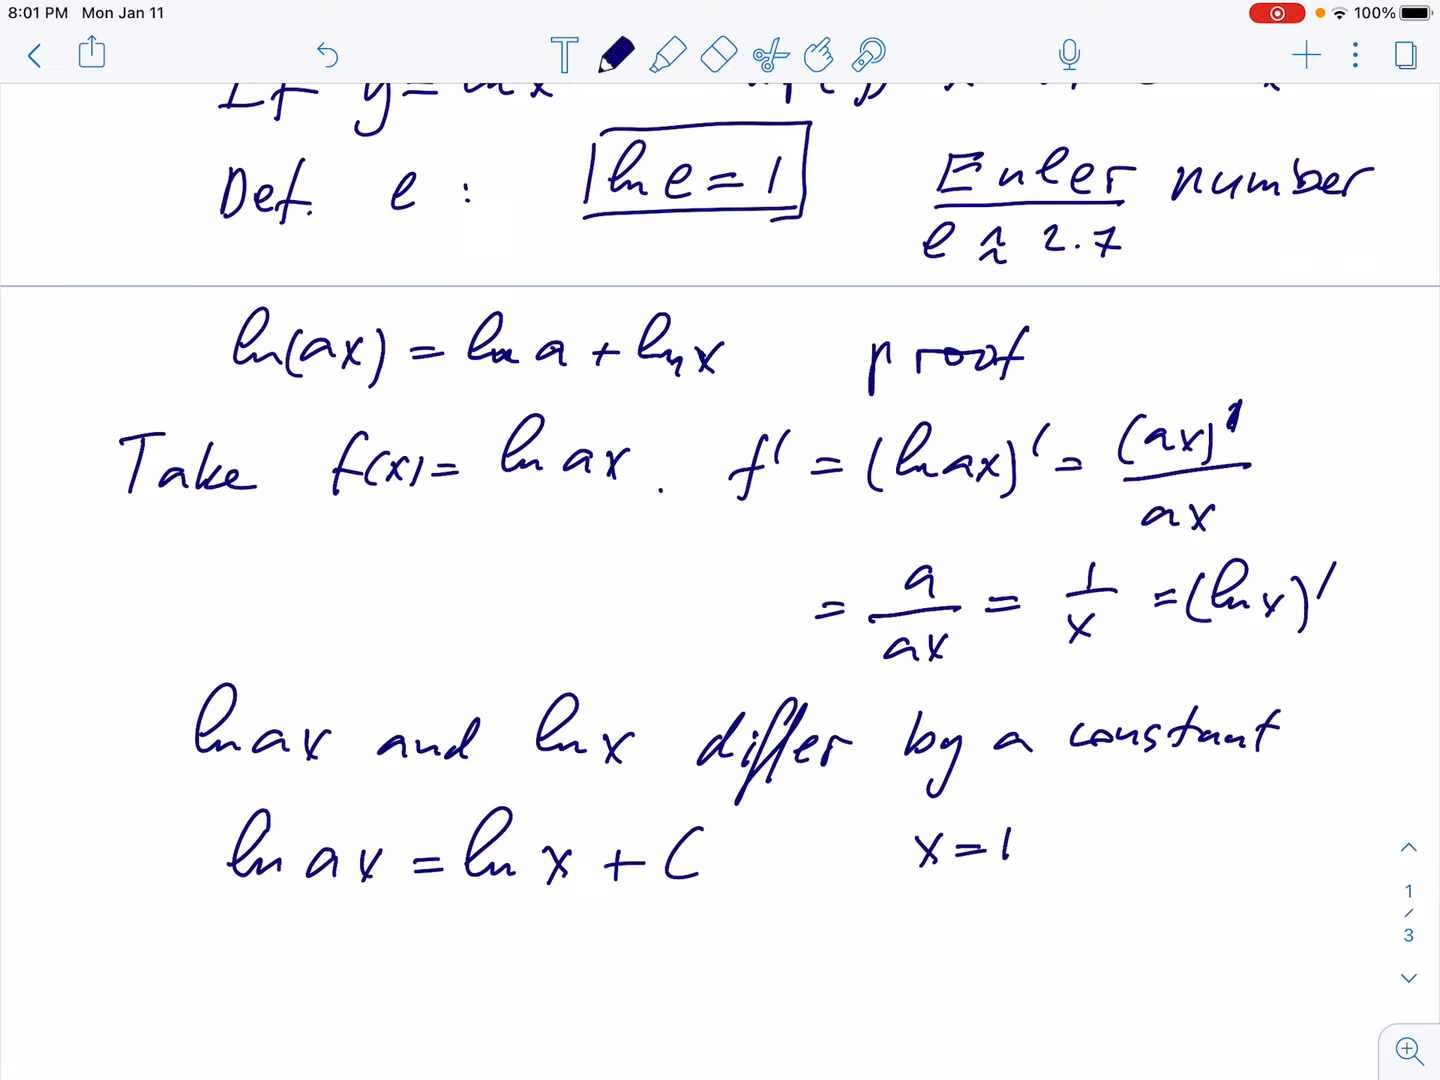 8:01 PM Mon Jan 11
100%
T
If y = ln x
Def. e : ln e = 1 Euler number
e ≈ 2.7
ln(ax) = ln a + ln x proof
Take f(x) = ln ax . f' = (ln ax)' = (ax)' / ax
= a / ax = 1 / x = (ln x)'
ln ax and ln x differ by a constant
ln ax = ln x + C x = 1
1
/
3